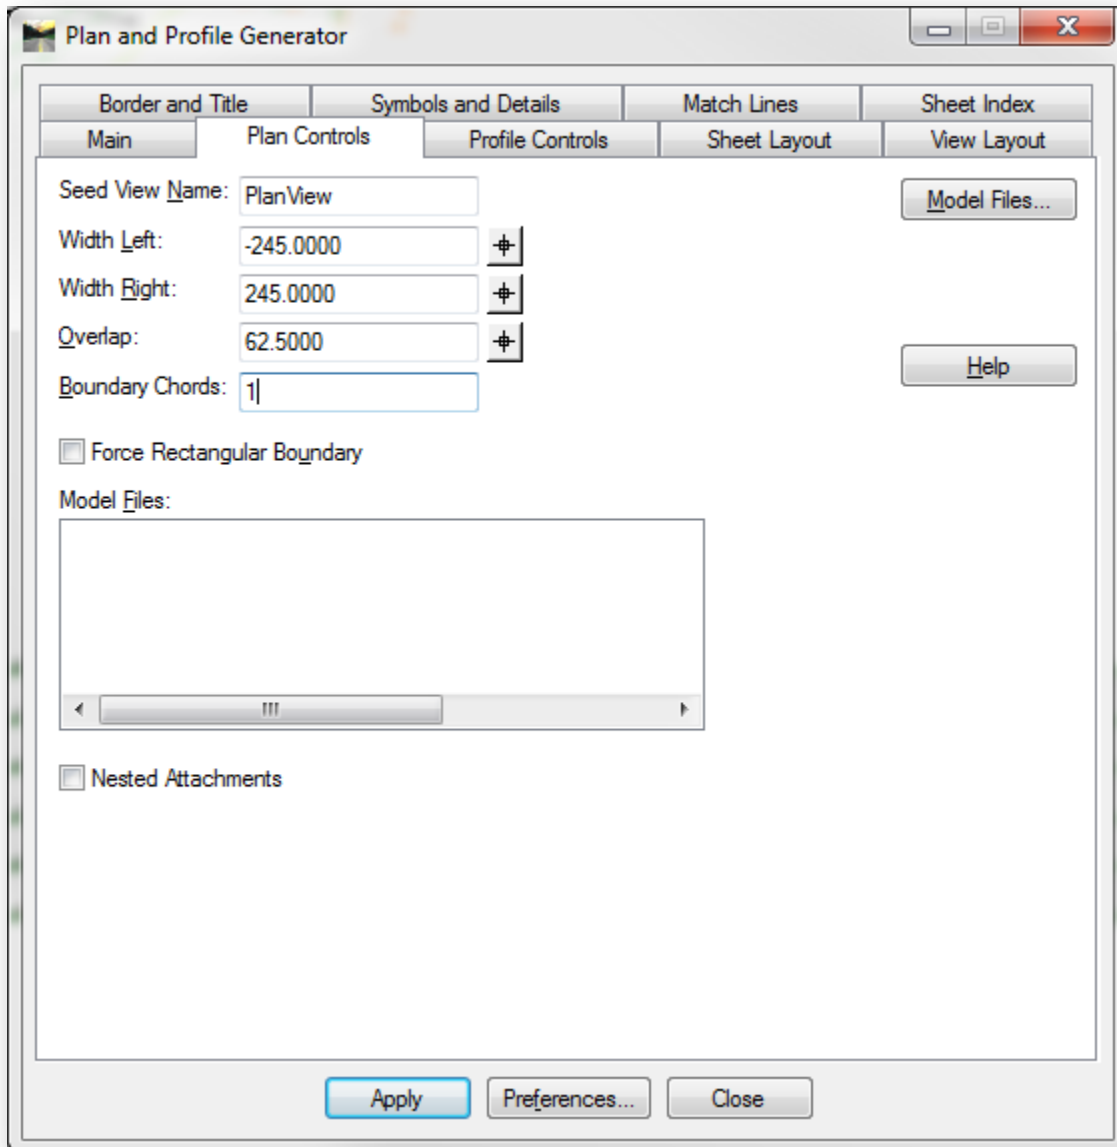 Plan and Profile Generator
Border and Title Symbols and Details Match Lines Sheet Index
Main Plan Controls Profile Controls Sheet Layout View Layout
Seed View Name: PlanView Model Files...
Width Left: -245.0000
Width Right: 245.0000
Overlap: 62.5000
Help
Boundary Chords: 1
Force Rectangular Boundary
Model Files:
Nested Attachments
Apply Preferences... Close